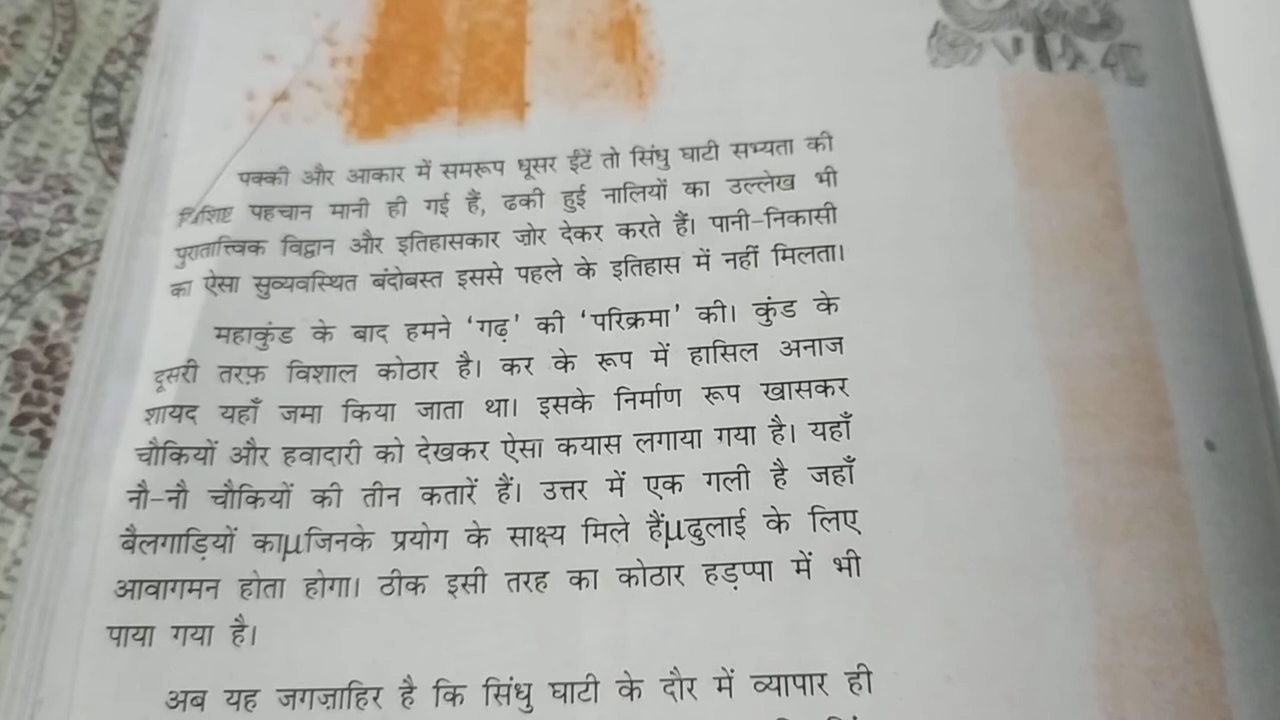 पक्की और आकार में समरूप धूसर ईंटें तो सिंधु घाटी सभ्यता की
विशिष्ट पहचान मानी ही गई हैं, ढकी हुई नालियों का उल्लेख भी
पुरातात्त्विक विद्वान और इतिहासकार ज़ोर देकर करते हैं। पानी-निकासी
का ऐसा सुव्यवस्थित बंदोबस्त इससे पहले के इतिहास में नहीं मिलता।
महाकुंड के बाद हमने ‘गढ़’ की ‘परिक्रमा’ की। कुंड के
दूसरी तरफ़ विशाल कोठार है। कर के रूप में हासिल अनाज
शायद यहाँ जमा किया जाता था। इसके निर्माण रूप खासकर
चौकियों और हवादारी को देखकर ऐसा कयास लगाया गया है। यहाँ
नौ-नौ चौकियों की तीन कतारें हैं। उत्तर में एक गली है जहाँ
बैलगाड़ियों काμजिनके प्रयोग के साक्ष्य मिले हैंμढुलाई के लिए
आवागमन होता होगा। ठीक इसी तरह का कोठार हड़प्पा में भी
पाया गया है।
अब यह जगज़ाहिर है कि सिंधु घाटी के दौर में व्यापार ही